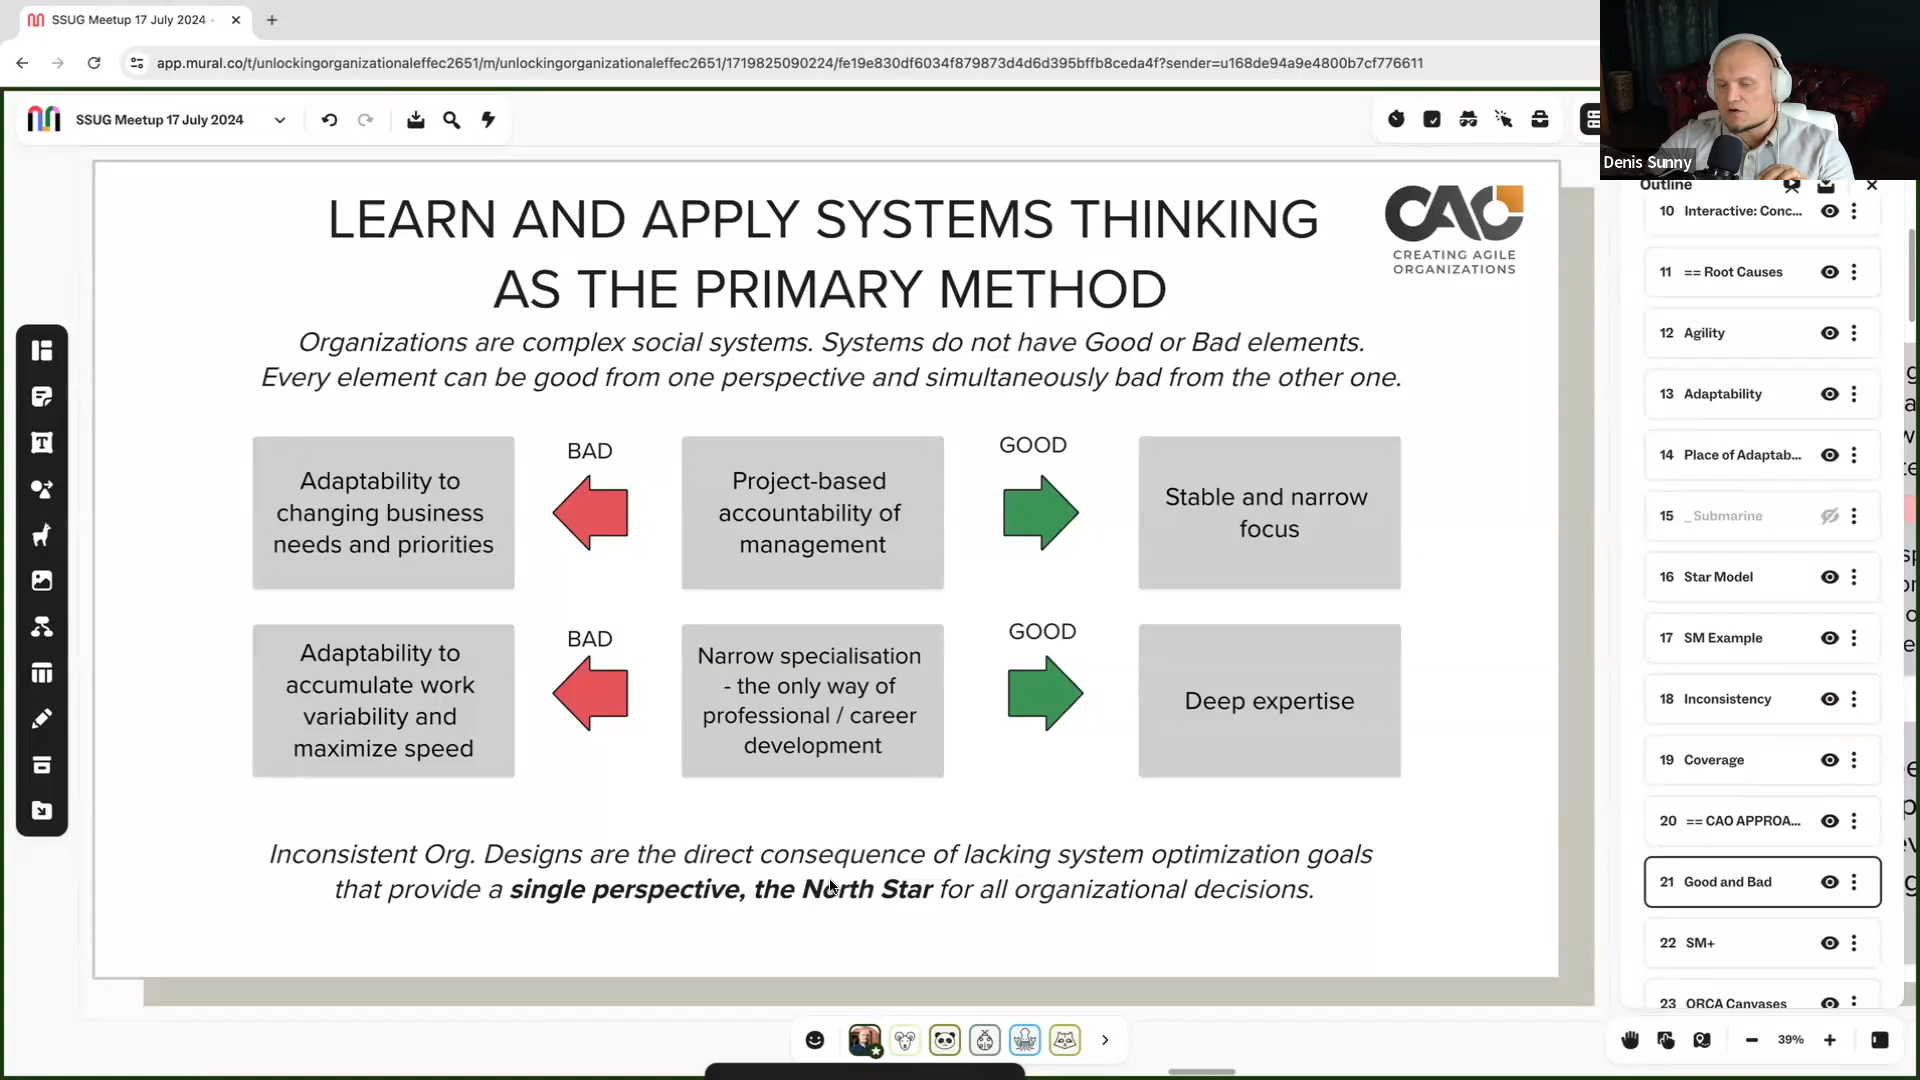 SSUG Meetup 17 July 2024 -
app.mural.co/t/unlockingorganizationaleffec2651/m/unlockingorganizationaleffec2651/1719825090224/fe19e830df6034f879873d4d6d395bffb8ceda4f?sender=u168de94a9e4800b7cf776611
SSUG Meetup 17 July 2024
Denis Sunny
LEARN AND APPLY SYSTEMS THINKING
AS THE PRIMARY METHOD
CAO
CREATING AGILE
ORGANIZATIONS
Organizations are complex social systems. Systems do not have Good or Bad elements.
Every element can be good from one perspective and simultaneously bad from the other one.
Adaptability to
changing business
needs and priorities
BAD
Project-based
accountability of
management
GOOD
Stable and narrow
focus
Adaptability to
accumulate work
variability and
maximize speed
BAD
Narrow specialisation
- the only way of
professional / career
development
GOOD
Deep expertise
Inconsistent Org. Designs are the direct consequence of lacking system optimization goals
that provide a single perspective, the North Star for all organizational decisions.
Outline
10 Interactive: Conc...
11 == Root Causes
12 Agility
13 Adaptability
14 Place of Adaptab...
15 _Submarine
16 Star Model
17 SM Example
18 Inconsistency
19 Coverage
20 == CAO APPROA...
21 Good and Bad
22 SM+
23 ORCA Canvases
39%